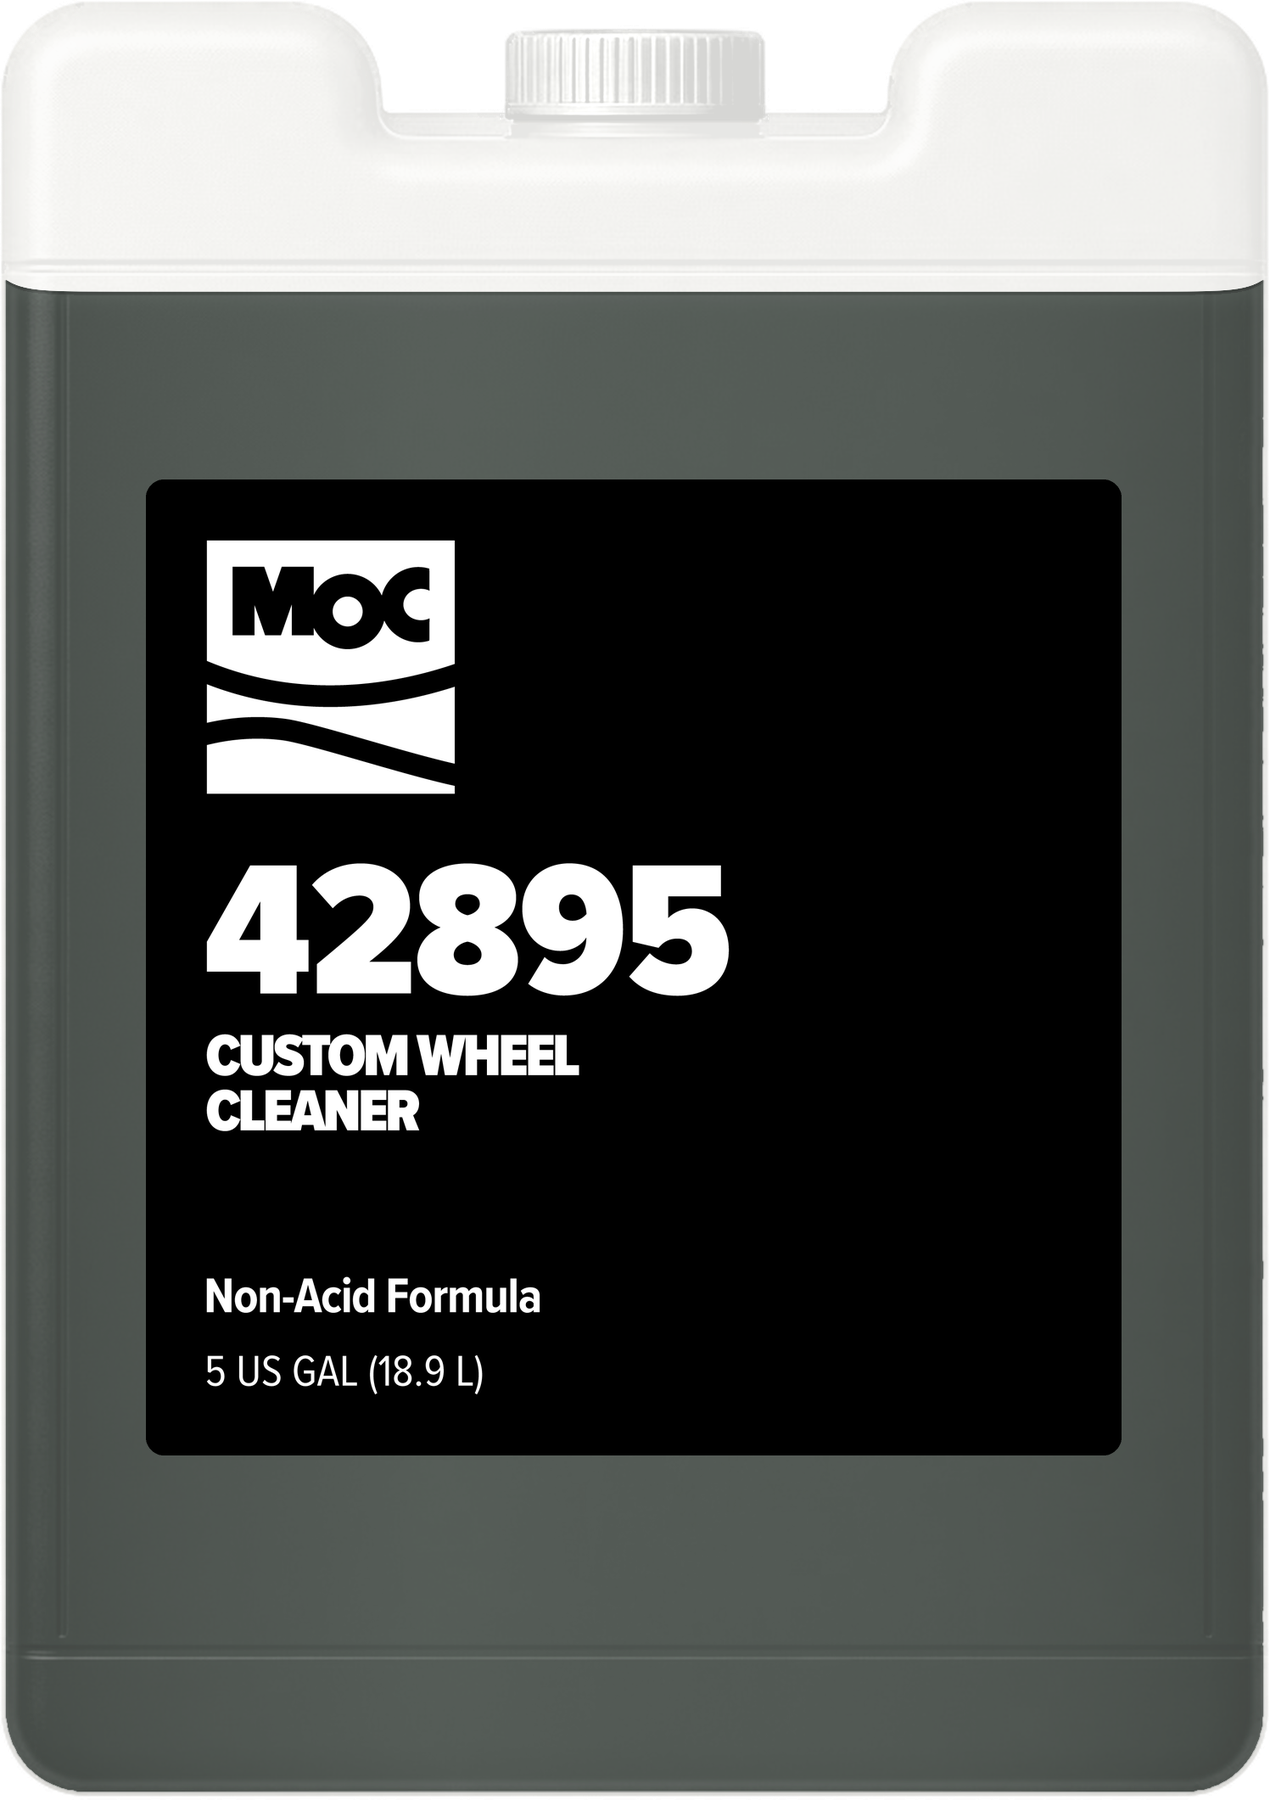 MOC
42895
CUSTOM WHEEL
CLEANER
Non-Acid Formula
5 US GAL (18.9 L)